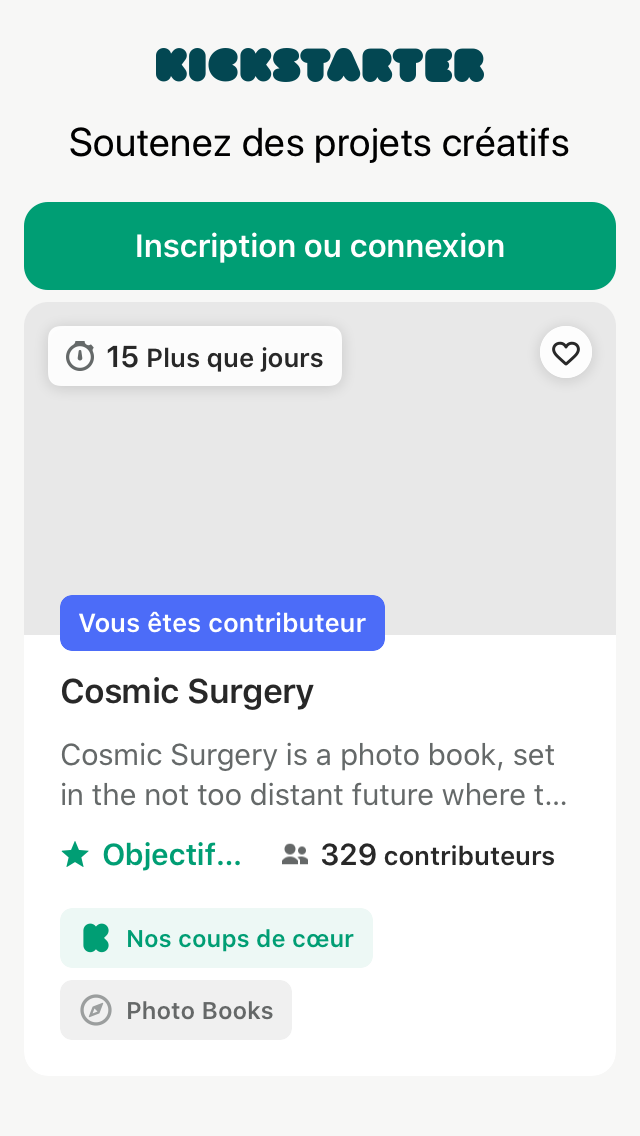 KICKSTARTER
Soutenez des projets créatifs
Inscription ou connexion
15 Plus que jours
Vous êtes contributeur
Cosmic Surgery
Cosmic Surgery is a photo book, set
in the not too distant future where t...
Objectif...
329 contributeurs
Nos coups de cœur
Photo Books